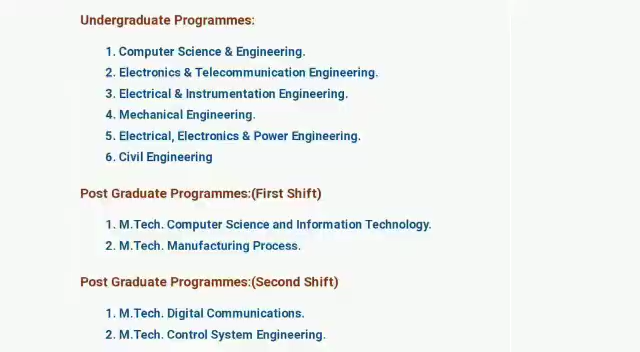 Undergraduate Programmes:
1. Computer Science & Engineering.
2. Electronics & Telecommunication Engineering.
3. Electrical & Instrumentation Engineering.
4. Mechanical Engineering.
5. Electrical, Electronics & Power Engineering.
6. Civil Engineering
Post Graduate Programmes:(First Shift)
1. M.Tech. Computer Science and Information Technology.
2. M.Tech. Manufacturing Process.
Post Graduate Programmes:(Second Shift)
1. M.Tech. Digital Communications.
2. M.Tech. Control System Engineering.